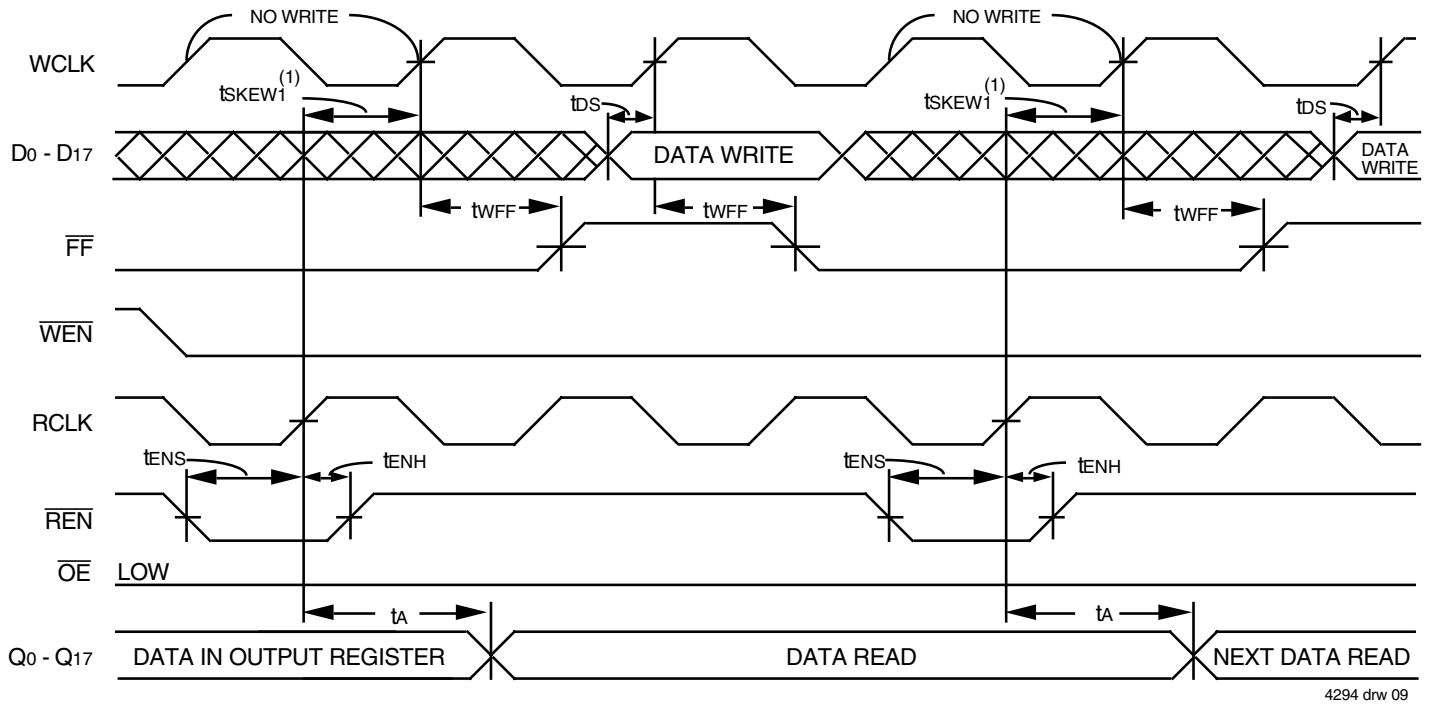 NO WRITE NO WRITE
WCLK
tSKEW1(1) tDS tSKEW1(1) tDS
D0 - D17 DATA WRITE DATA
WRITE
tWFF tWFF tWFF
FF
WEN
RCLK
tENS tENH tENS tENH
REN
OE LOW
tA tA
Q0 - Q17 DATA IN OUTPUT REGISTER DATA READ NEXT DATA READ
4294 drw 09